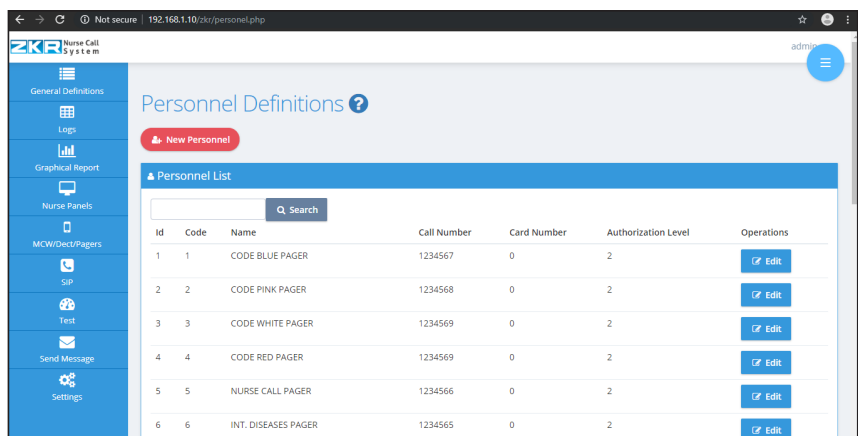 Not secure | 192.168.1.10/zkr/personel.php
ZKR Nurse Call
System
admin
General Definitions
Logs
Graphical Report
Nurse Panels
MCW/Dect/Pagers
SIP
Test
Send Message
Settings
Personnel Definitions ?
New Personnel
Personnel List
Search
Id Code Name Call Number Card Number Authorization Level Operations
1 1 CODE BLUE PAGER 1234567 0 2 Edit
2 2 CODE PINK PAGER 1234568 0 2 Edit
3 3 CODE WHITE PAGER 1234569 0 2 Edit
4 4 CODE RED PAGER 1234569 0 2 Edit
5 5 NURSE CALL PAGER 1234566 0 2 Edit
6 6 INT. DISEASES PAGER 1234565 0 2 Edit